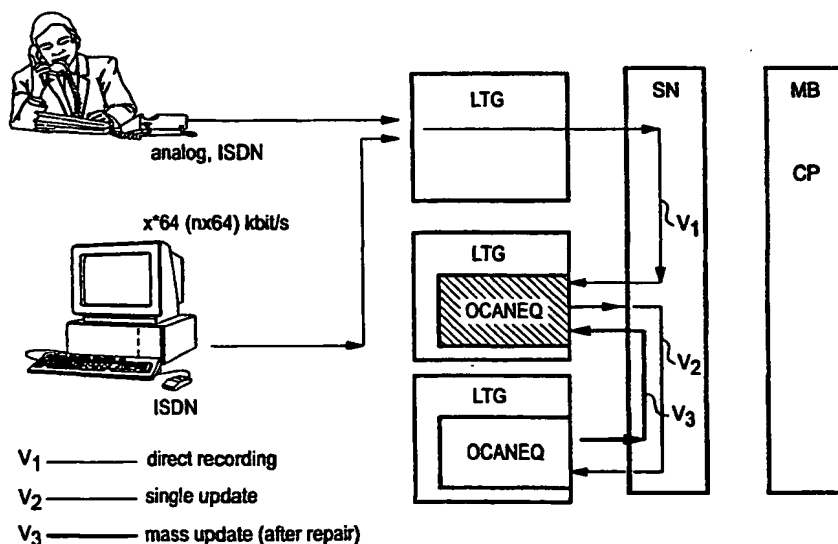 LTG
SN
MB
CP
analog, ISDN
x*64 (nx64) kbit/s
V1
LTG
OCANEQ
V2
LTG
V3
OCANEQ
ISDN
V1 direct recording
V2 single update
V3 mass update (after repair)